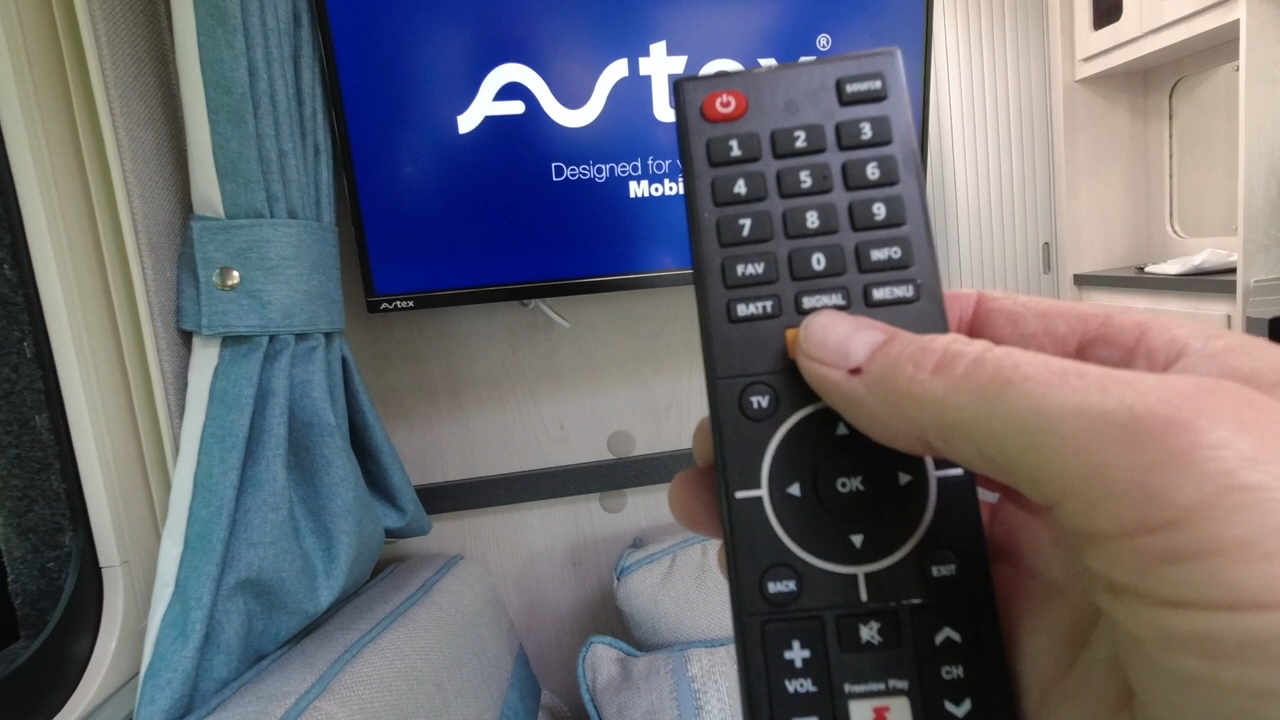 Avtex®
Designed for y
Mobi
Avtex
SOURCE
1 2 3
4 5 6
7 8 9
FAV 0 INFO
BATT SIGNAL MENU
TV
OK
BACK EXIT
+ VOL
CH
Freeview Play